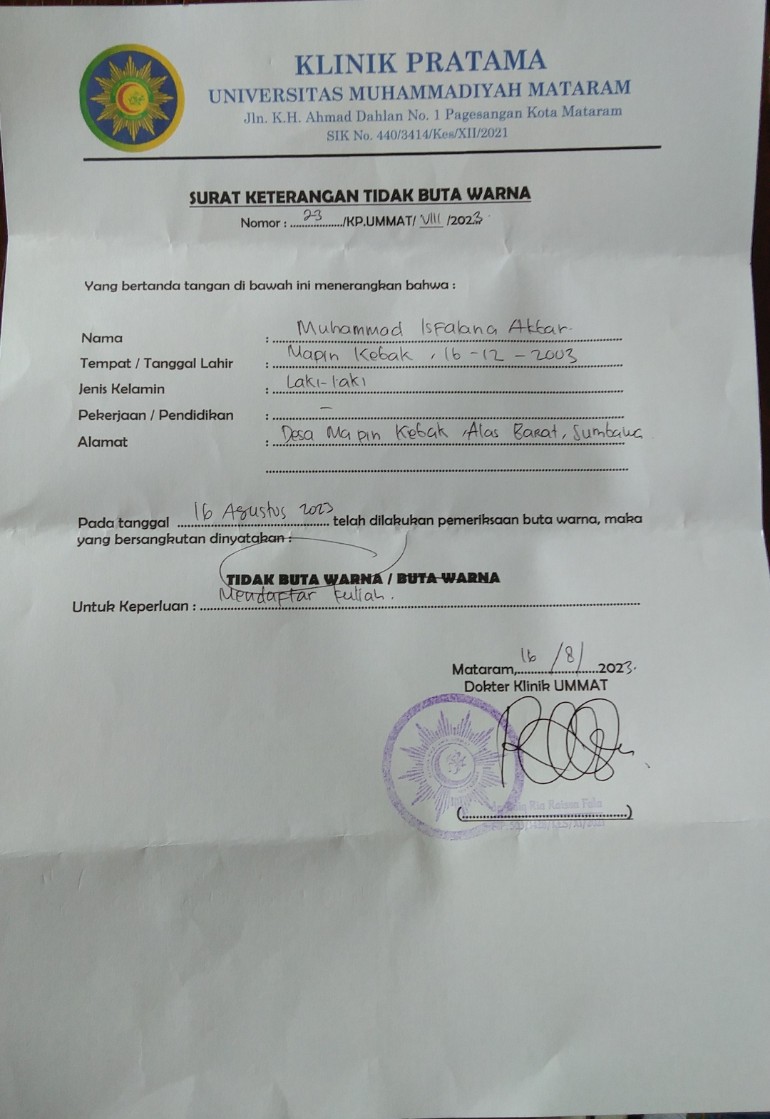 KLINIK PRATAMA
UNIVERSITAS MUHAMMADIYAH MATARAM
Jln. K.H. Ahmad Dahlan No. 1 Pagesangan Kota Mataram
SIK No. 440/3414/Kes/XII/2021
SURAT KETERANGAN TIDAK BUTA WARNA
Nomor : 23 /KP.UMMAT/ VIII /2023
Yang bertanda tangan di bawah ini menerangkan bahwa :
Nama : Muhammad Isfalana Akbar
Tempat / Tanggal Lahir : Mapin Kebak , 16 - 12 - 2003
Jenis Kelamin : Laki-laki
Pekerjaan / Pendidikan : -
Alamat : Desa Mapin Kebak , Alas Barat, Sumbawa
Pada tanggal 16 Agustus 2023 telah dilakukan pemeriksaan buta warna, maka
yang bersangkutan dinyatakan :
TIDAK BUTA WARNA / BUTA WARNA
Untuk Keperluan : Mendaftar kuliah.
Mataram, 16 /8/ 2023
Dokter Klinik UMMAT